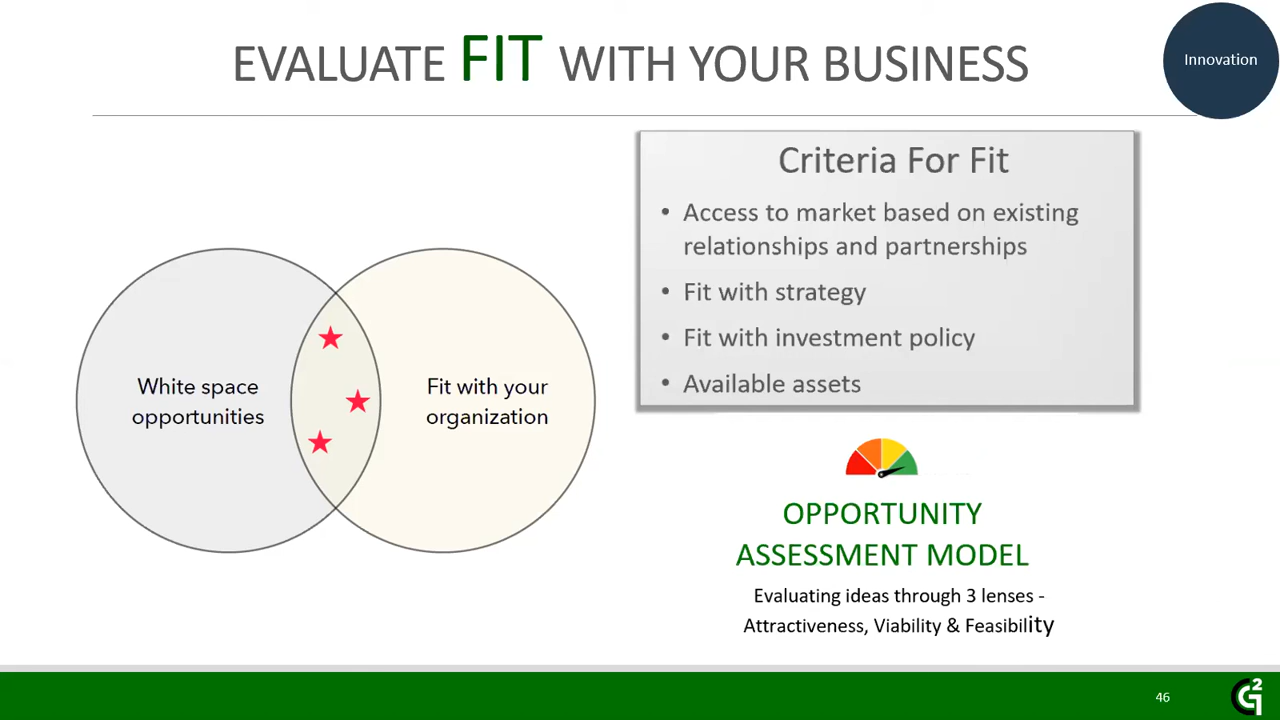 EVALUATE FIT WITH YOUR BUSINESS
Innovation
Criteria For Fit
• Access to market based on existing
relationships and partnerships
• Fit with strategy
• Fit with investment policy
• Available assets
White space
opportunities
Fit with your
organization
OPPORTUNITY
ASSESSMENT MODEL
Evaluating ideas through 3 lenses -
Attractiveness, Viability & Feasibility
46
G2